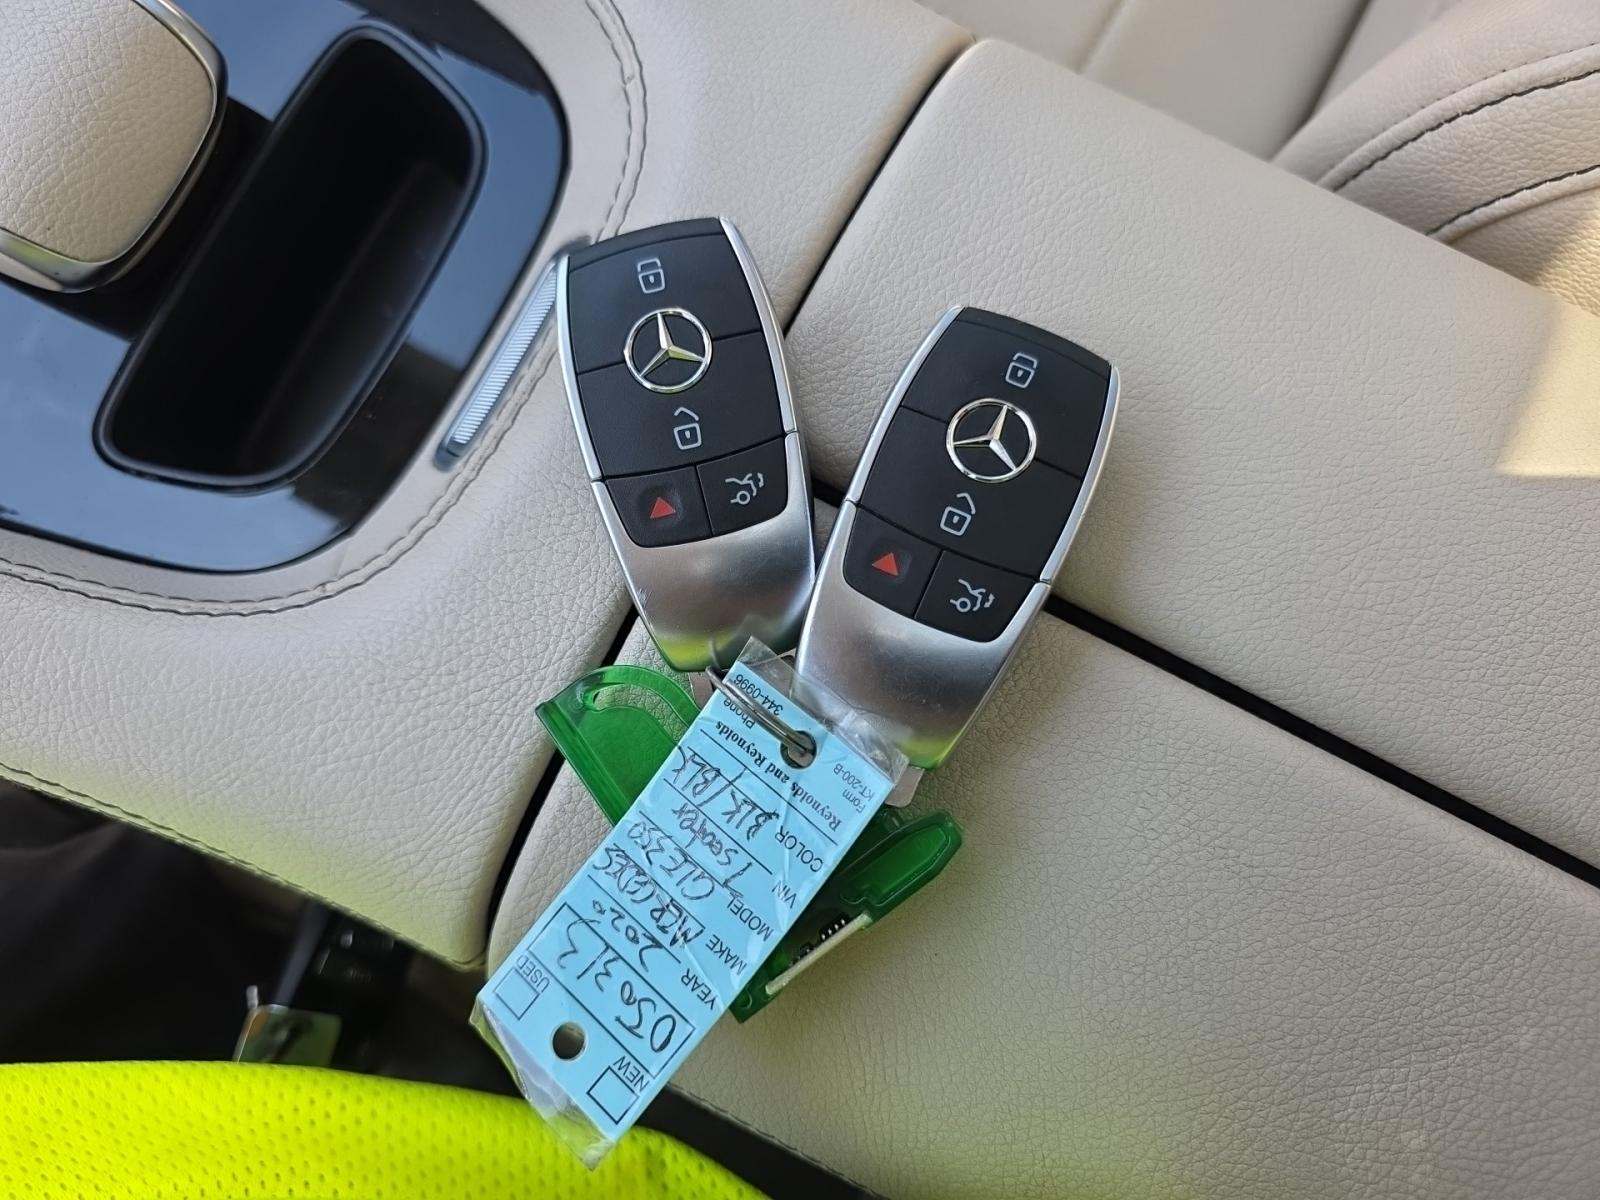 NEW
USED
050313
YEAR 2020
MAKE MERCEDES
MODEL GLE350
VIN 7 seater
COLOR BLK/BLK
Reynolds and Reynolds
Form
KT-200-B
Phone
344-0996